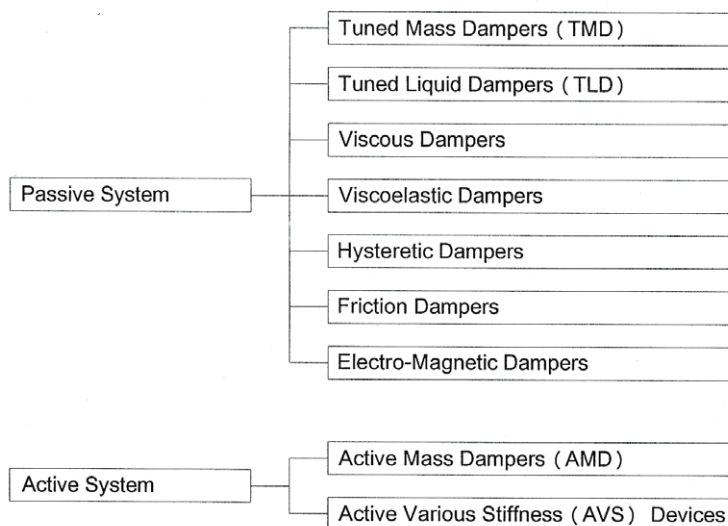 Tuned Mass Dampers ( TMD )
Tuned Liquid Dampers ( TLD )
Viscous Dampers
Passive System
Viscoelastic Dampers
Hysteretic Dampers
Friction Dampers
Electro-Magnetic Dampers
Active Mass Dampers ( AMD )
Active System
Active Various Stiffness ( AVS ) Devices